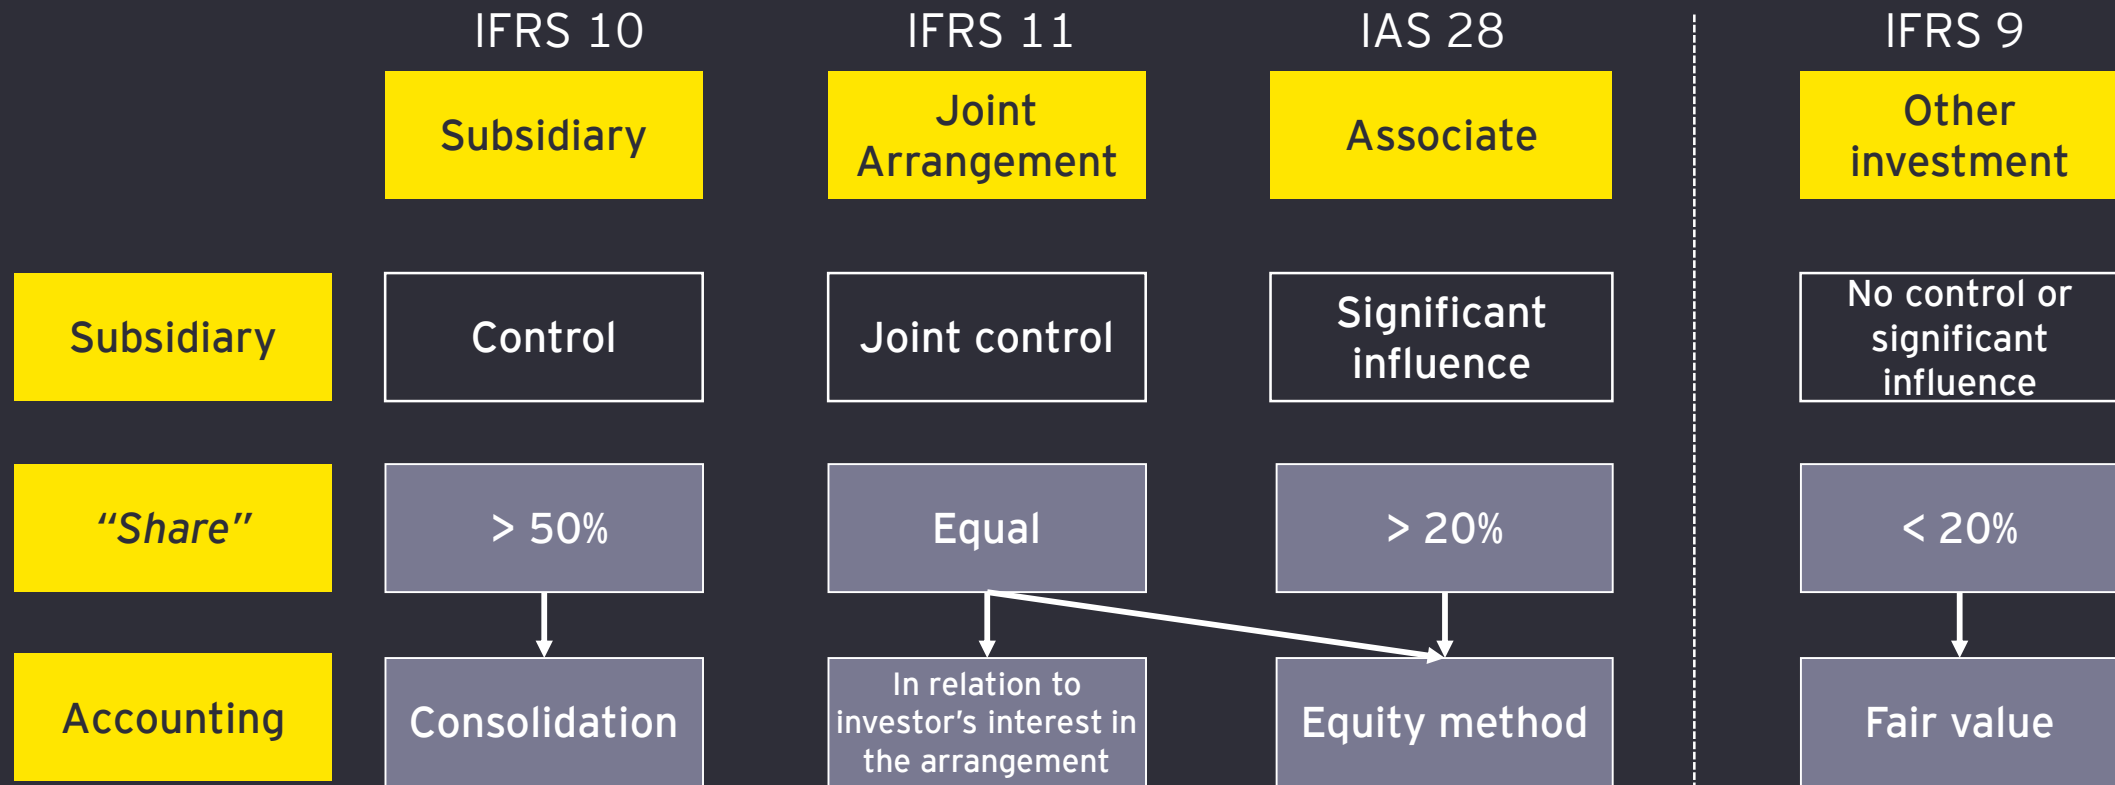 IFRS 10
IFRS 11
IAS 28
IFRS 9
Subsidiary
Joint
Arrangement
Associate
Other
investment
Subsidiary
Control
Joint control
Significant
influence
No control or
significant
influence
“Share”
> 50%
Equal
> 20%
< 20%
Accounting
Consolidation
In relation to
investor’s interest in
the arrangement
Equity method
Fair value